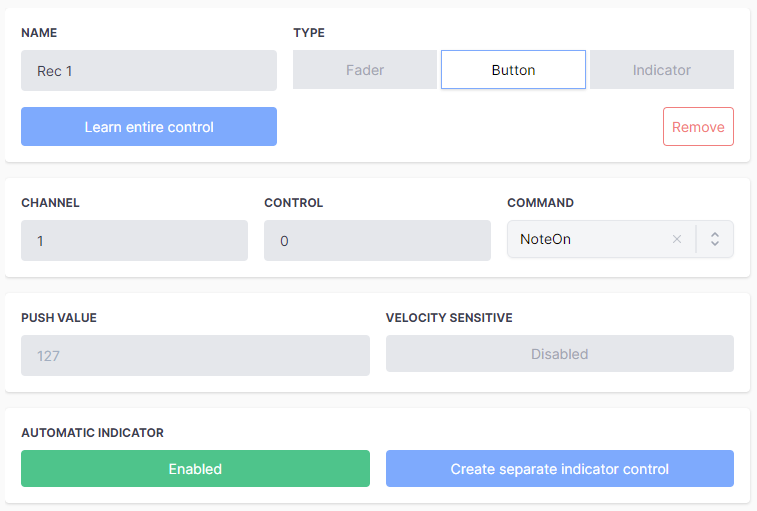 NAME
TYPE
Rec 1
Fader
Button
Indicator
Learn entire control
Remove
CHANNEL
CONTROL
COMMAND
1
0
NoteOn
PUSH VALUE
VELOCITY SENSITIVE
127
Disabled
AUTOMATIC INDICATOR
Enabled
Create separate indicator control